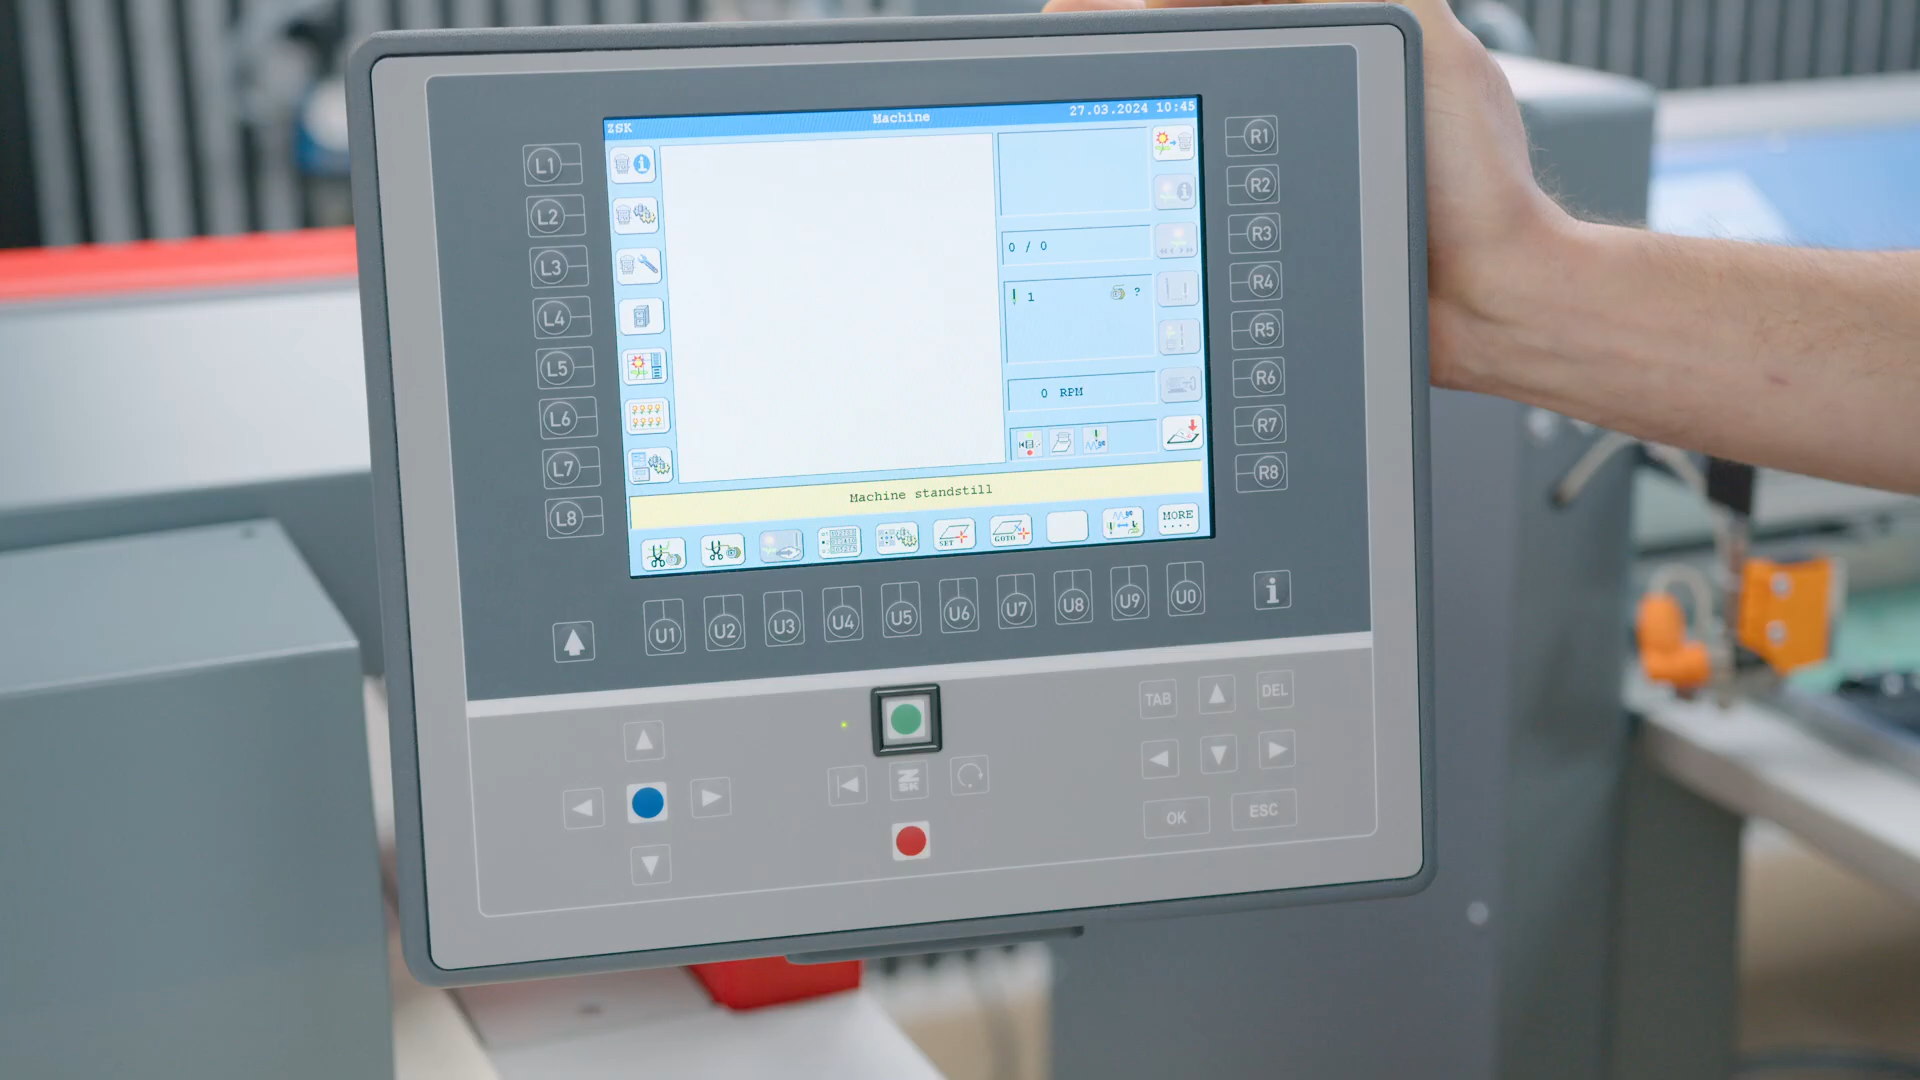 ZSK Machine 27.03.2024 10:45
L1
L2
L3
L4
L5
L6
L7
L8
0 / 0
1 ?
0 RPM
Machine standstill
SET
GOTO
MORE
R1
R2
R3
R4
R5
R6
R7
R8
U1 U2 U3 U4 U5 U6 U7 U8 U9 U0
i
TAB DEL
ZSK
OK ESC